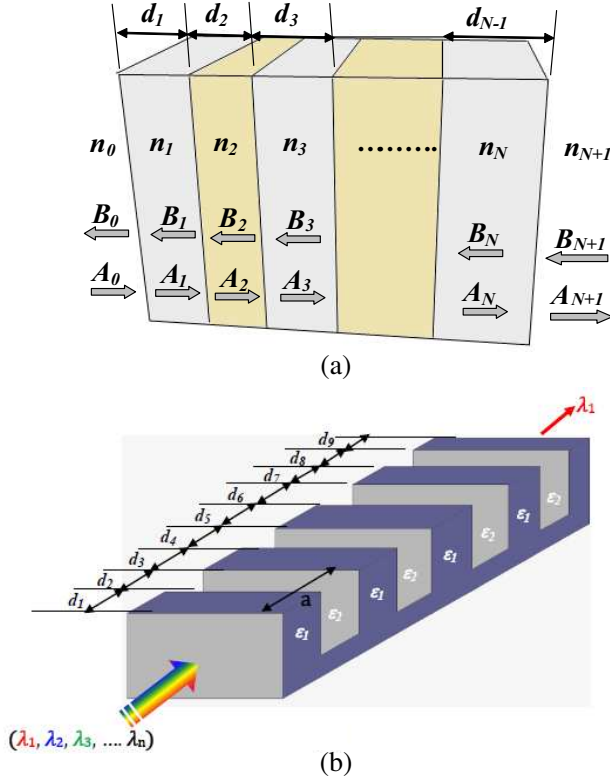 d1 d2 d3 dN-1
n0 n1 n2 n3 ......... nN nN+1
B0 B1 B2 B3 BN BN+1
A0 A1 A2 A3 AN AN+1
(a)
λ1
d9
d8
d7
d6
d5
d4
d3
d2
d1
a
ε1 ε2 ε1 ε2 ε1 ε2 ε1 ε2
(λ1, λ2, λ3, .... λn)
(b)